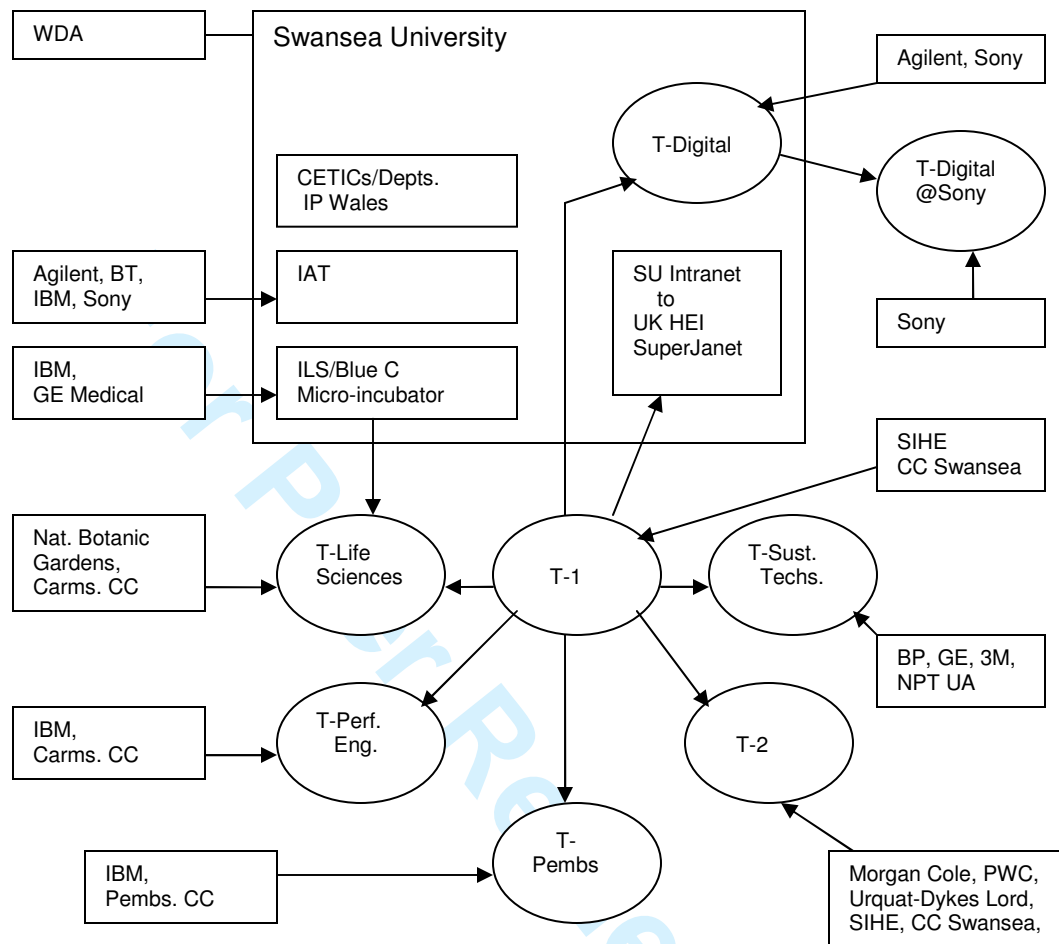 WDA
Swansea University
Agilent, Sony
T-Digital
T-Digital
@Sony
CETICs/Depts.
IP Wales
Agilent, BT,
IBM, Sony
IAT
SU Intranet
to
UK HEI
SuperJanet
Sony
IBM,
GE Medical
ILS/Blue C
Micro-incubator
SIHE
CC Swansea
Nat. Botanic
Gardens,
Carms. CC
T-Life
Sciences
T-1
T-Sust.
Techs.
BP, GE, 3M,
NPT UA
IBM,
Carms. CC
T-Perf.
Eng.
T-2
T-
Pembs
IBM,
Pembs. CC
Morgan Cole, PWC,
Urquat-Dykes Lord,
SIHE, CC Swansea,